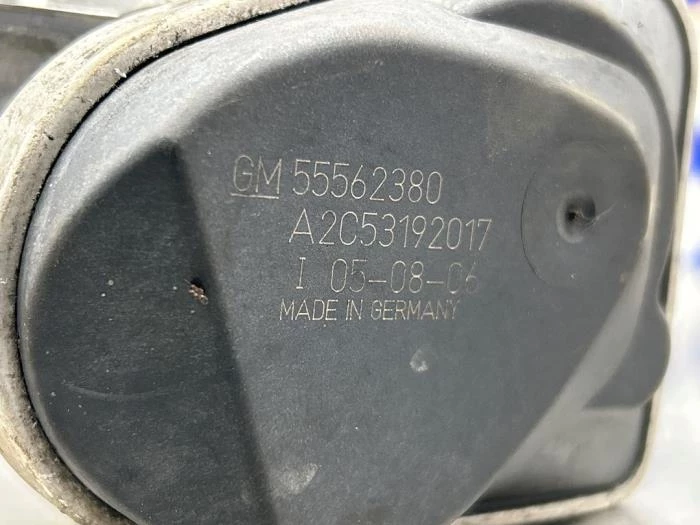 GM 55562380
A2C53192017
I 05-08-06
MADE IN GERMANY